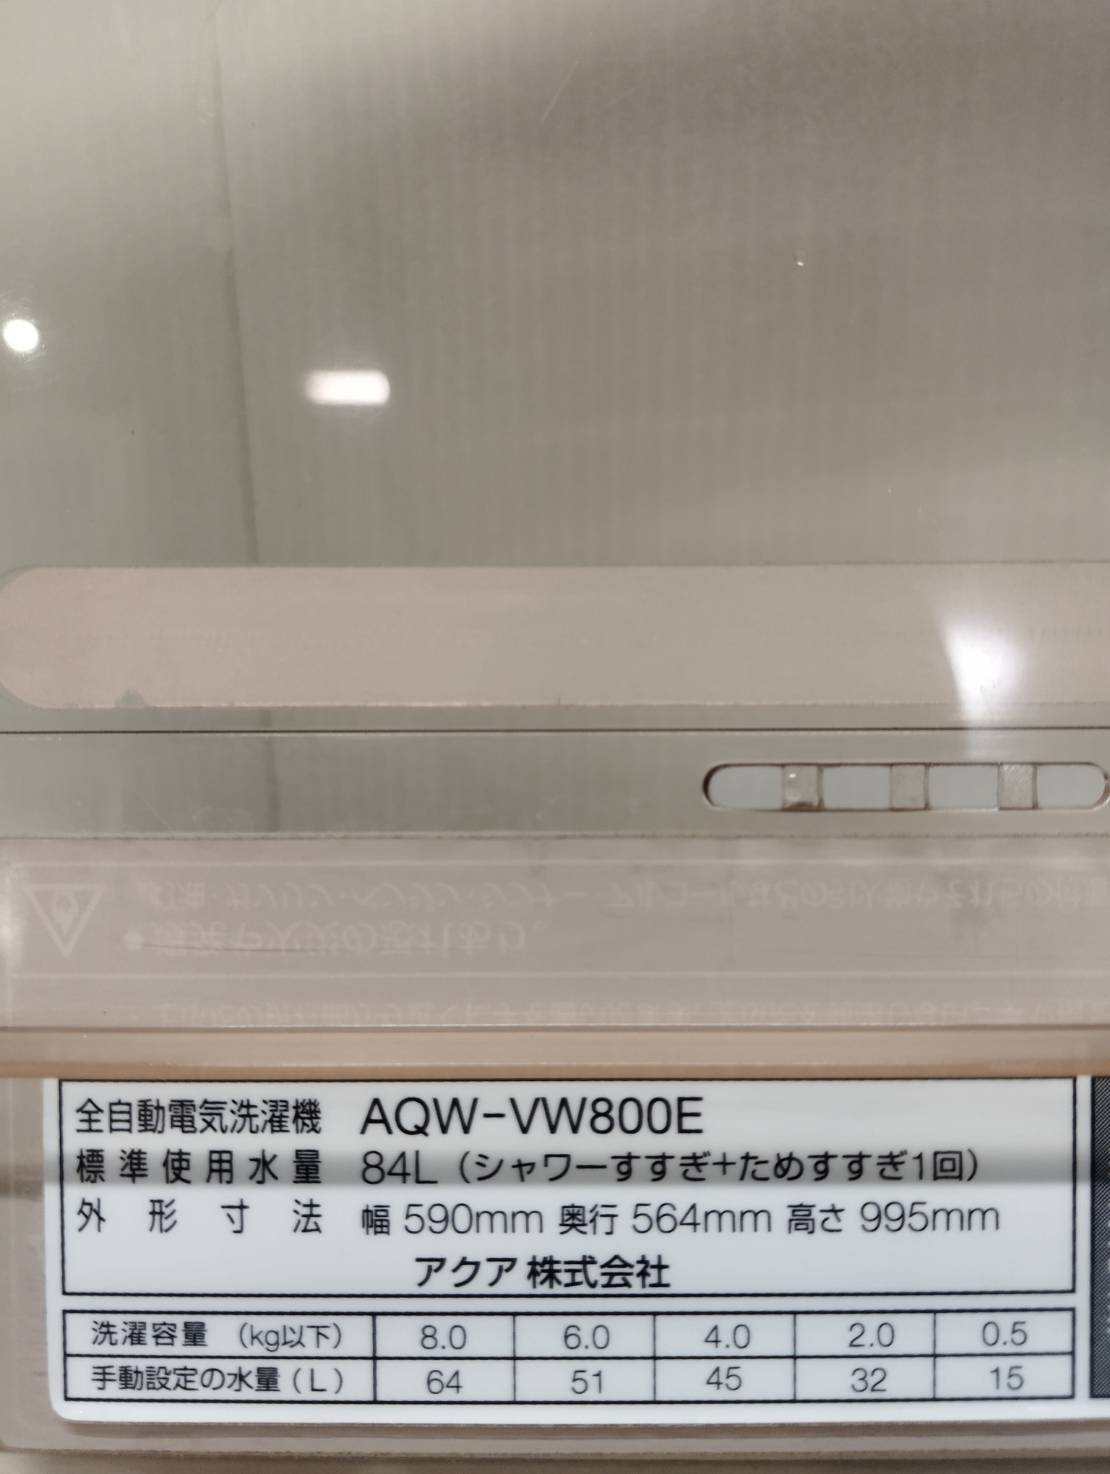 全自動電気洗濯機 AQW-VW800E
標準使用水量 84L（シャワーすすぎ+ためすすぎ1回）
外形寸法 幅 590mm 奥行 564mm 高さ 995mm
アクア株式会社
洗濯容量 （kg以下） 8.0 6.0 4.0 2.0 0.5
手動設定の水量（L） 64 51 45 32 15